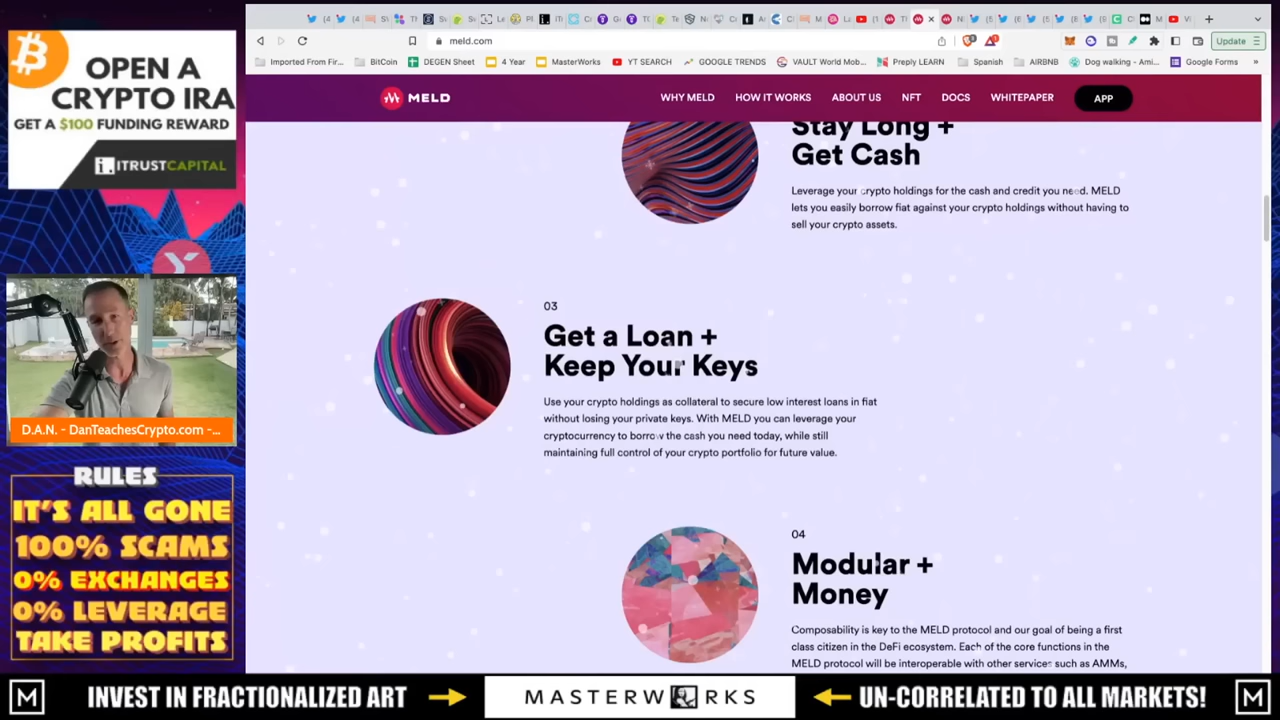 OPEN A
CRYPTO IRA
GET A $100 FUNDING REWARD
ITRUSTCAPITAL
D.A.N. - DanTeachesCrypto.com -...
RULES
IT'S ALL GONE
100% SCAMS
0% EXCHANGES
0% LEVERAGE
TAKE PROFITS
meld.com
Update
Imported From Fir...
BitCoin
DEGEN Sheet
4 Year
MasterWorks
YT SEARCH
GOOGLE TRENDS
VAULT World Mob...
Preply LEARN
Spanish
AIRBNB
Dog walking - Ami...
Google Forms
»
MELD
WHY MELD
HOW IT WORKS
ABOUT US
NFT
DOCS
WHITEPAPER
APP
Stay Long +
Get Cash
Leverage your crypto holdings for the cash and credit you need. MELD
lets you easily borrow fiat against your crypto holdings without having to
sell your crypto assets.
03
Get a Loan +
Keep Your Keys
Use your crypto holdings as collateral to secure low interest loans in fiat
without losing your private keys. With MELD you can leverage your
cryptocurrency to borrow the cash you need today, while still
maintaining full control of your crypto portfolio for future value.
04
Modular +
Money
Composability is key to the MELD protocol and our goal of being a first
class citizen in the DeFi ecosystem. Each of the core functions in the
MELD protocol will be interoperable with other services such as AMMs,
M
INVEST IN FRACTIONALIZED ART
MASTERWORKS
UN-CORRELATED TO ALL MARKETS!
M